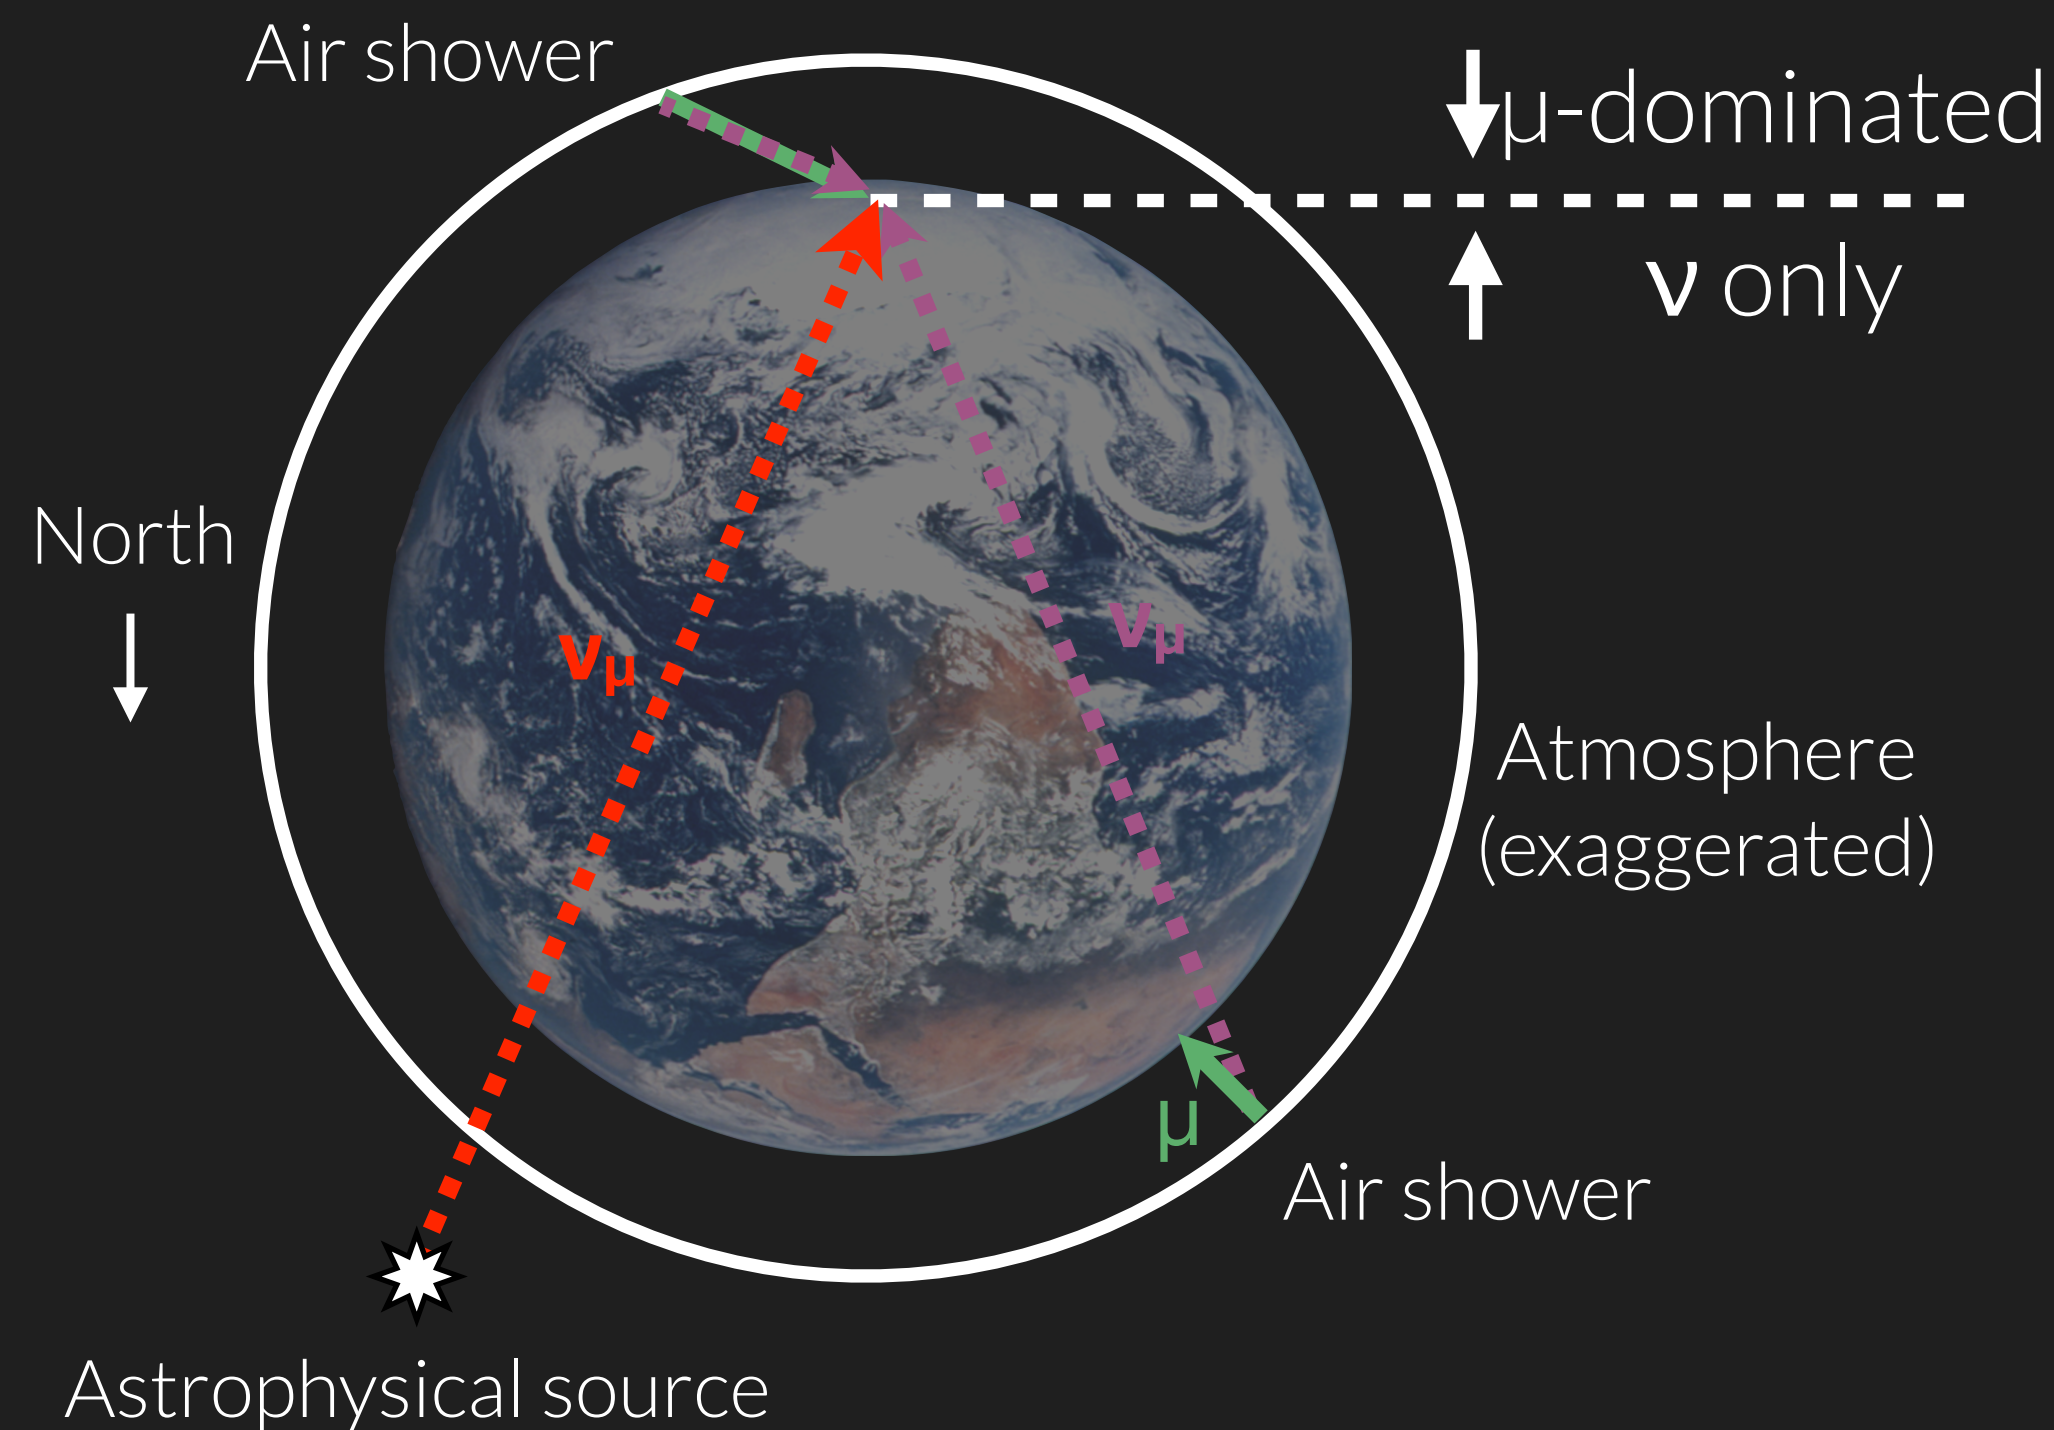 Air shower
μ-dominated
ν only
North
νμ
νμ
Atmosphere
(exaggerated)
μ
Air shower
Astrophysical source